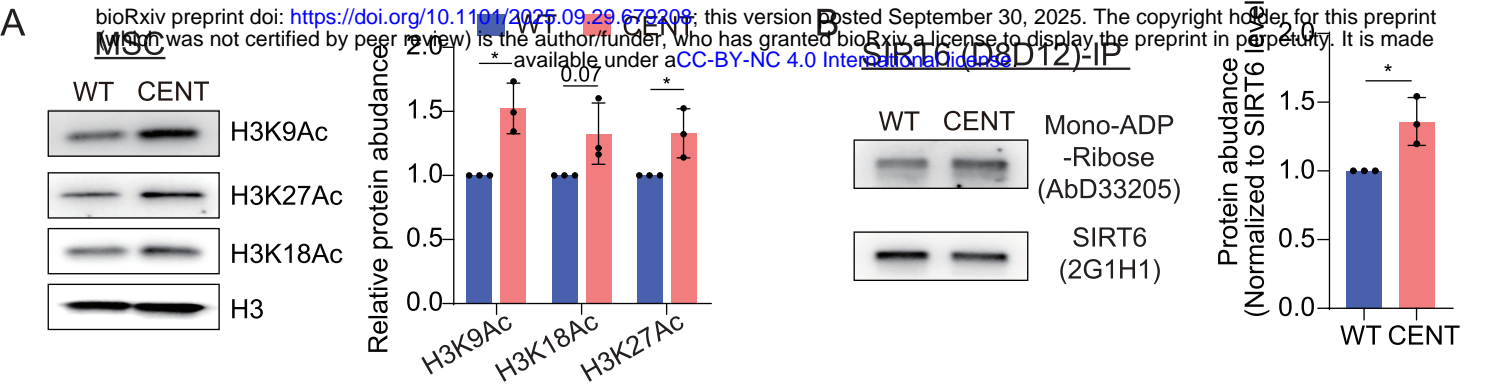 bioRxiv preprint doi: https://doi.org/10.1101/2025.09.29.679208; this version posted September 30, 2025. The copyright holder for this preprint
(which was not certified by peer review) is the author/funder, who has granted bioRxiv a license to display the preprint in perpetuity. It is made
available under aCC-BY-NC 4.0 International license.
A
MSC
WT CENT
H3K9Ac
H3K27Ac
H3K18Ac
H3
WT CENT
Relative protein abudance
2.0
1.5
1.0
0.5
0.0
* 0.07 *
H3K9Ac H3K18Ac H3K27Ac
B
SIRT6 (D8D12)-IP
WT CENT
Mono-ADP
-Ribose
(AbD33205)
SIRT6
(2G1H1)
Protein abudance
(Normalized to SIRT6 level
2.0
1.5
1.0
0.5
0.0
*
WT CENT